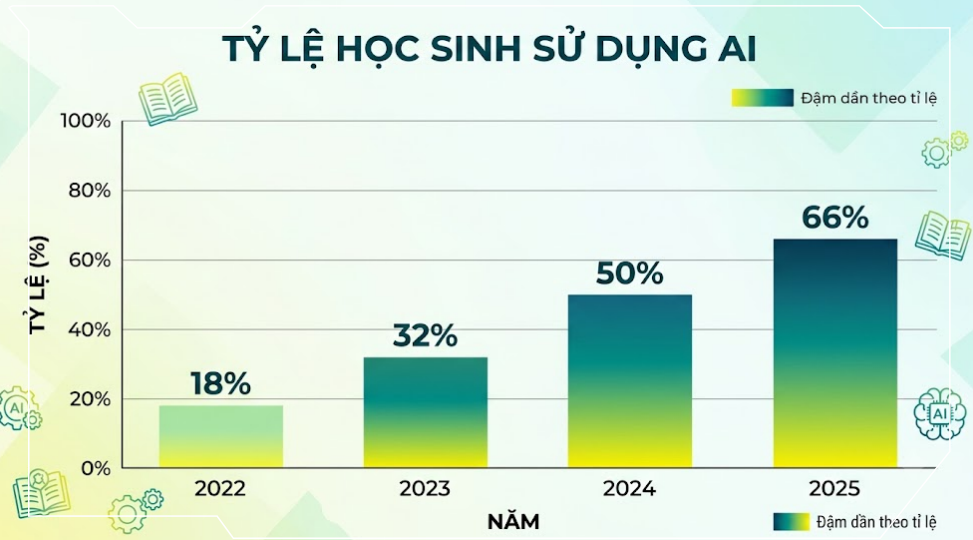 TỶ LỆ HỌC SINH SỬ DỤNG AI
Đậm dần theo tỉ lệ
100%
80%
60%
40%
20%
0%
TỶ LỆ (%)
18%
32%
50%
66%
2022
2023
2024
2025
NĂM
Đậm dần theo tỉ lệ
AI
AI